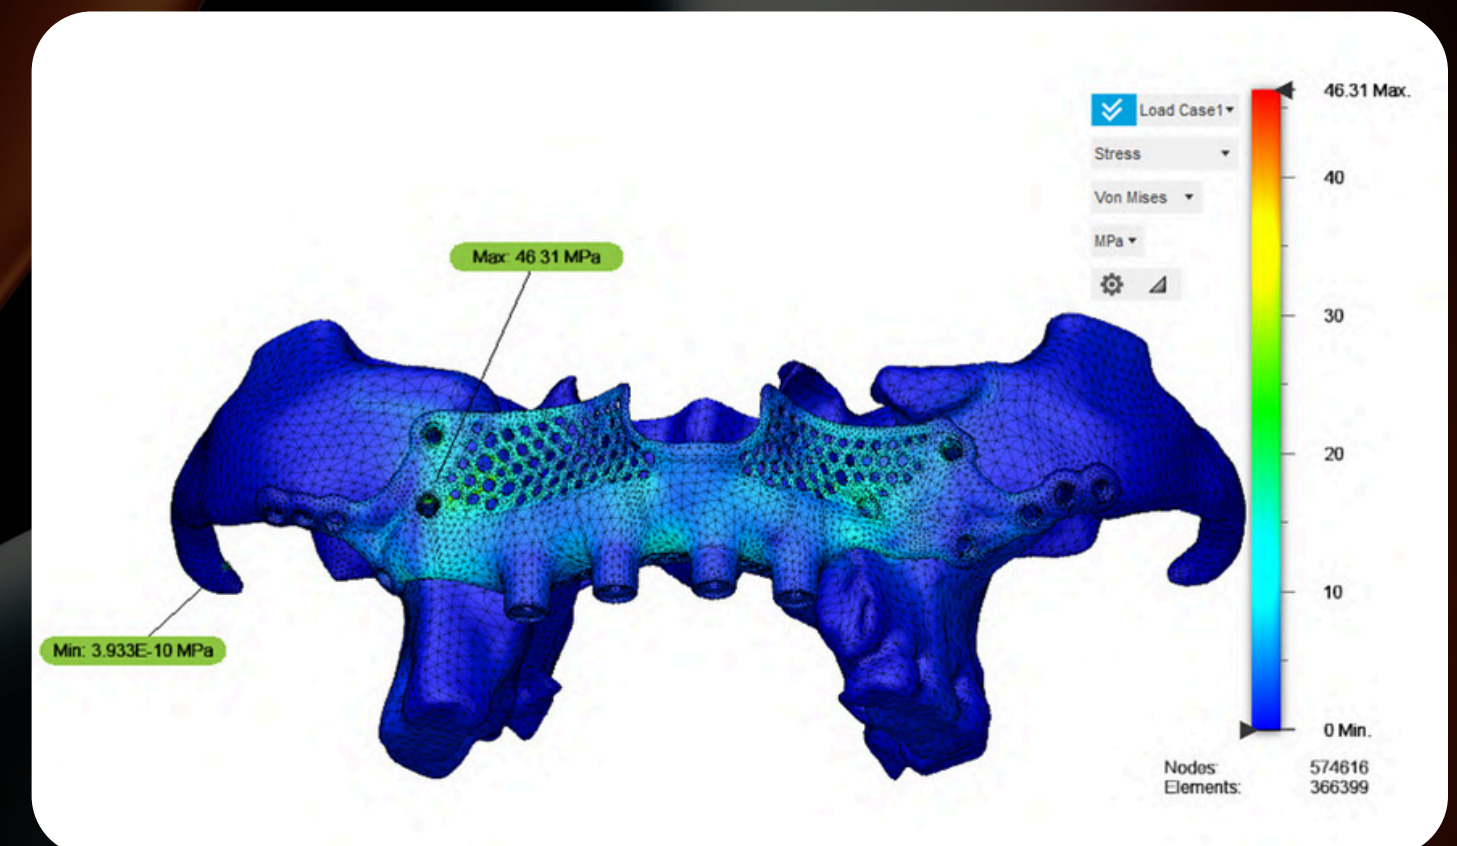 46.31 Max.
Load Case1
Stress
40
Von Mises
MPa
Max: 46 31 MPa
30
20
10
Min: 3.933E-10 MPa
0 Min.
Nodes: 574616
Elements: 366399